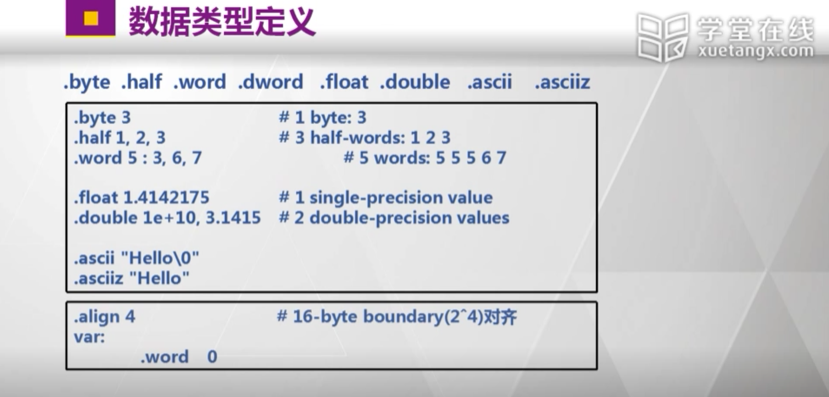 数据类型定义
学堂在线
xuetangx.com
.byte .half .word .dword .float .double .ascii .asciiz
.byte 3 # 1 byte: 3
.half 1, 2, 3 # 3 half-words: 1 2 3
.word 5 : 3, 6, 7 # 5 words: 5 5 5 6 7
.float 1.4142175 # 1 single-precision value
.double 1e+10, 3.1415 # 2 double-precision values
.ascii "Hello\0"
.asciiz "Hello"
.align 4 # 16-byte boundary(2^4)对齐
var:
.word 0